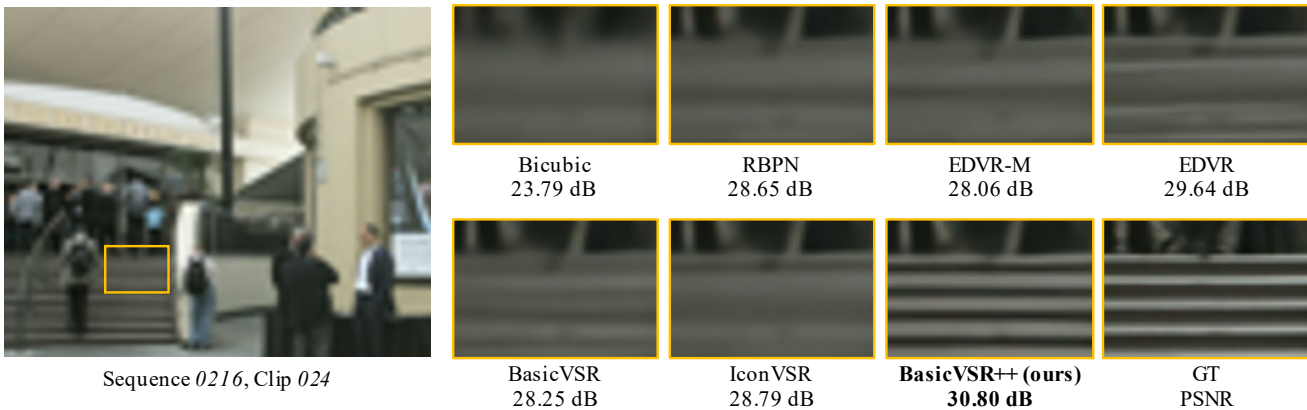 Bicubic
23.79 dB
RBPN
28.65 dB
EDVR-M
28.06 dB
EDVR
29.64 dB
Sequence 0216, Clip 024
BasicVSR
28.25 dB
IconVSR
28.79 dB
BasicVSR++ (ours)
30.80 dB
GT
PSNR